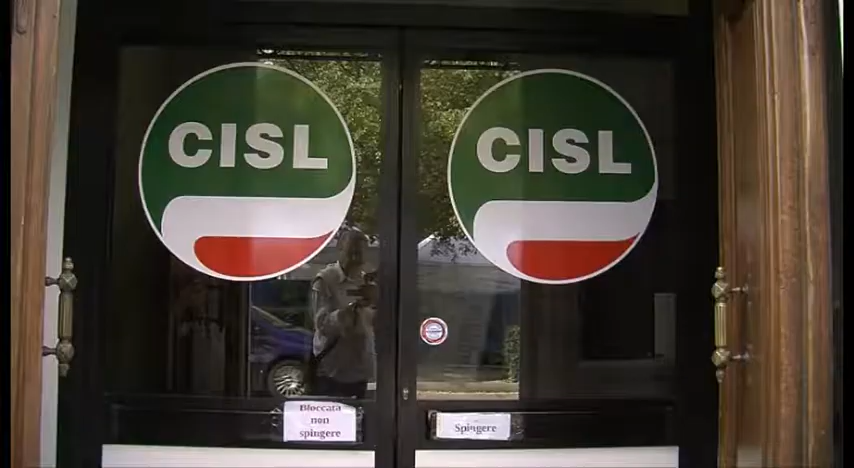 CISL
CISL
Bloccata
non
spingere
Spingere